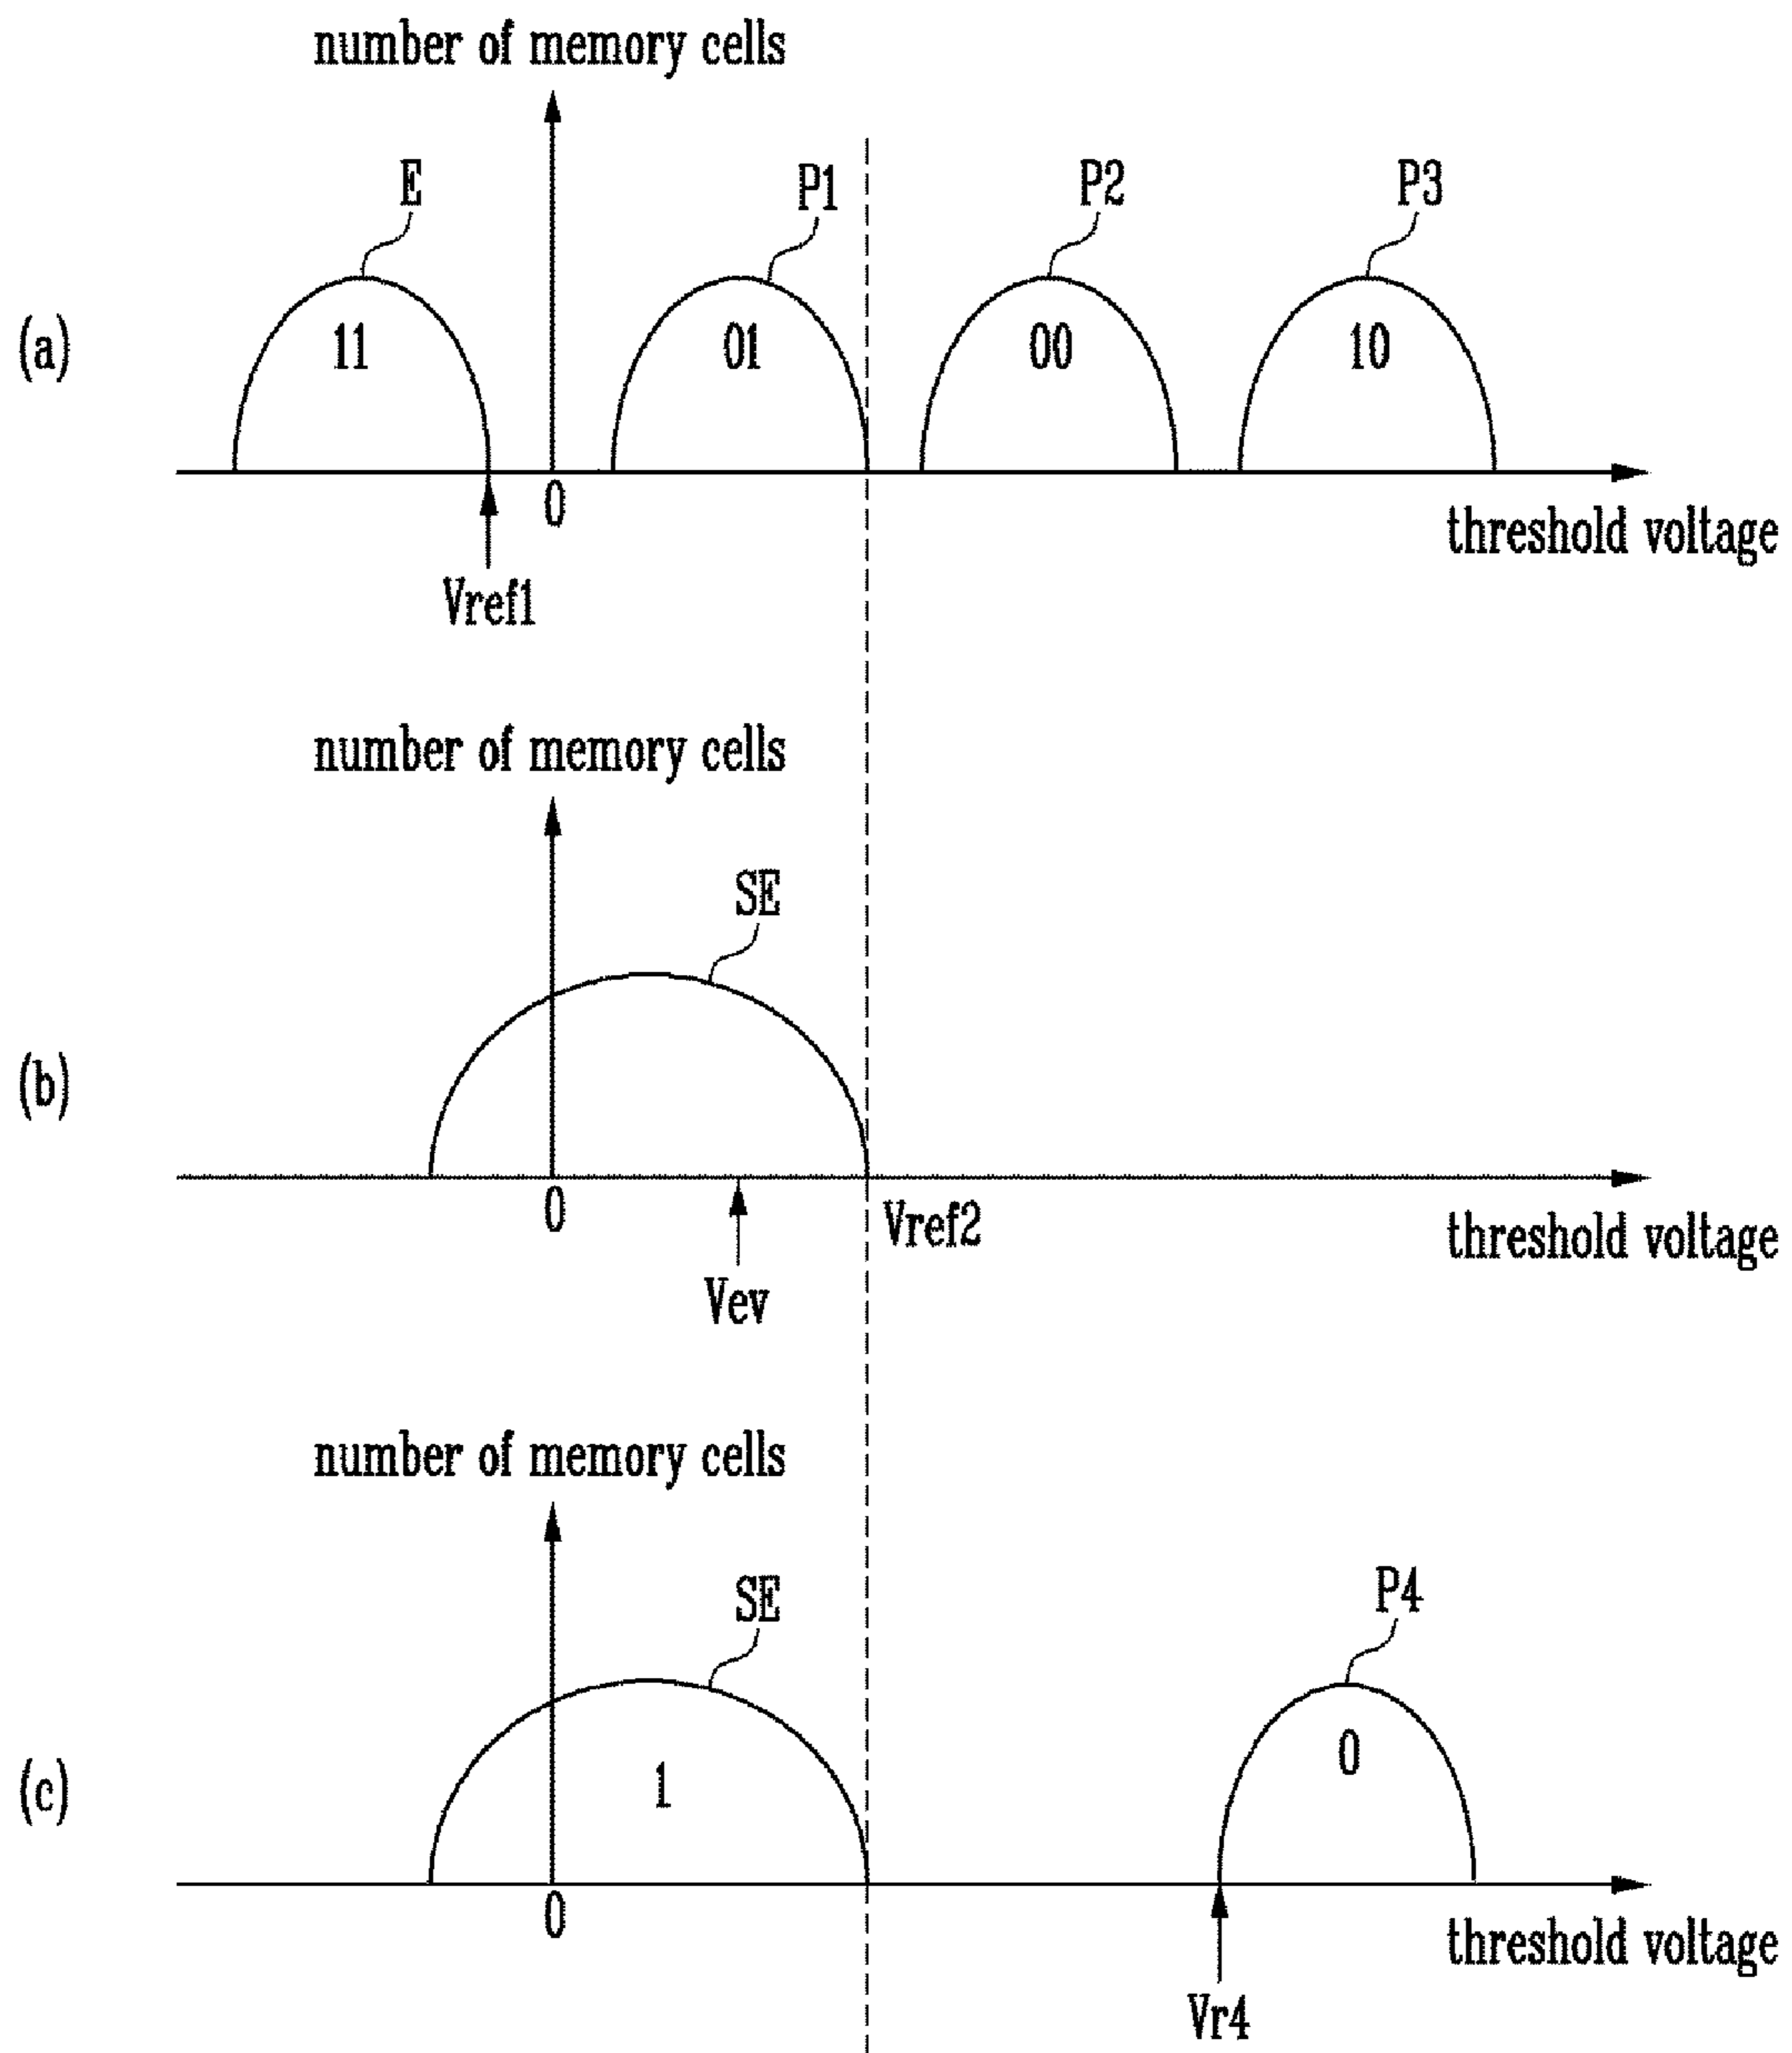 number of memory cells
E
P1
P2
P3
(a)
11
01
00
10
0
threshold voltage
Vref1
number of memory cells
SE
(b)
0
Vref2
threshold voltage
Vev
number of memory cells
SE
P4
(c)
1
0
0
threshold voltage
Vr4